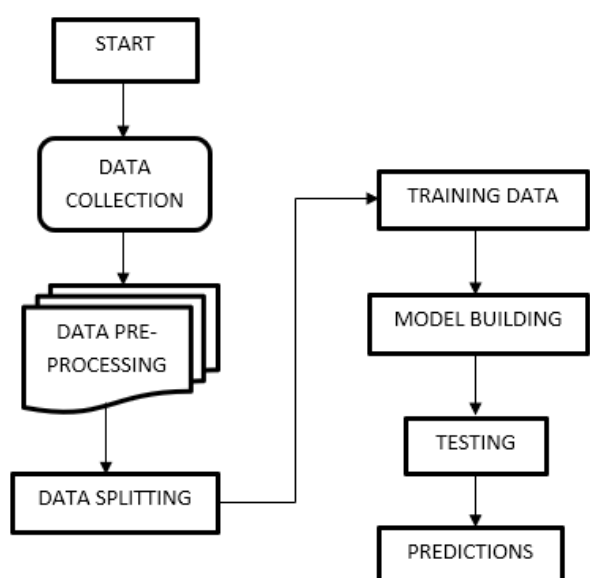 START
DATA
COLLECTION
DATA PRE-
PROCESSING
DATA SPLITTING
TRAINING DATA
MODEL BUILDING
TESTING
PREDICTIONS